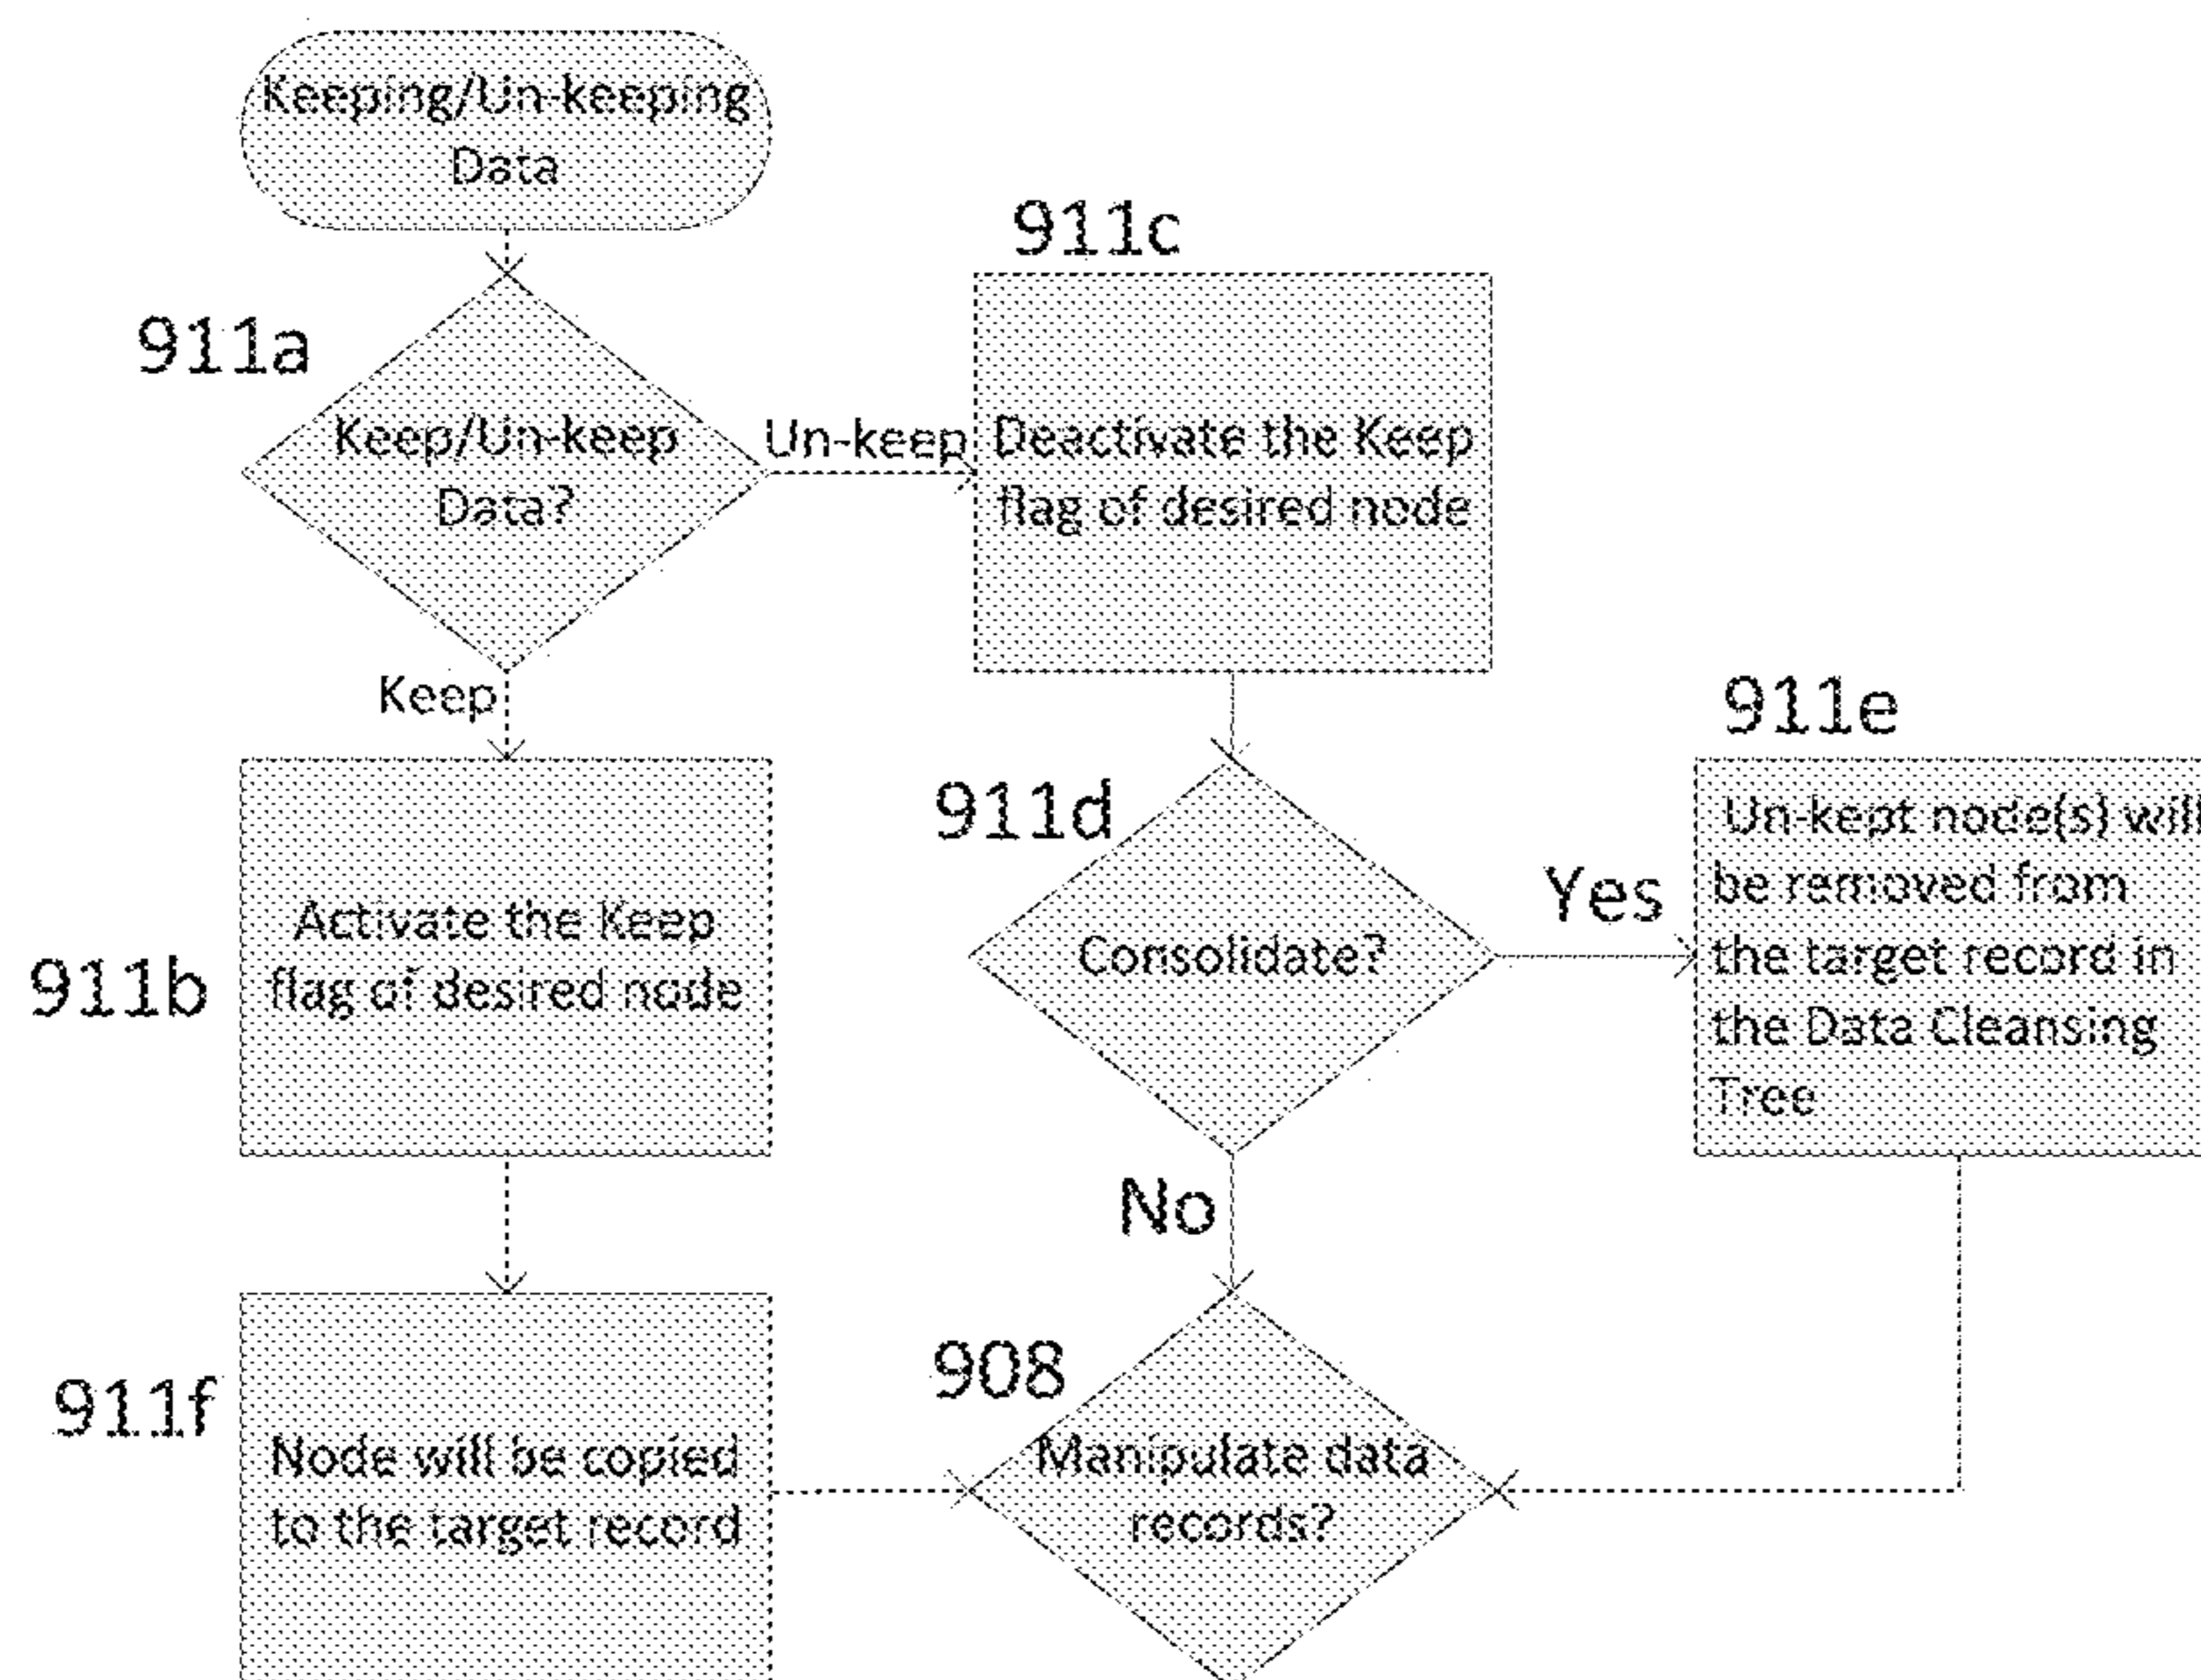 Keeping/Un-keeping
Data
911a
Keep/Un-keep
Data?
Un-keep
Keep
911c
Deactivate the Keep
flag of desired node
911b
Activate the Keep
flag of desired node
911d
Consolidate?
Yes
No
911e
Un-kept node(s) will
be removed from
the target record in
the Data Cleansing
Tree
911f
Node will be copied
to the target record
908
Manipulate data
records?